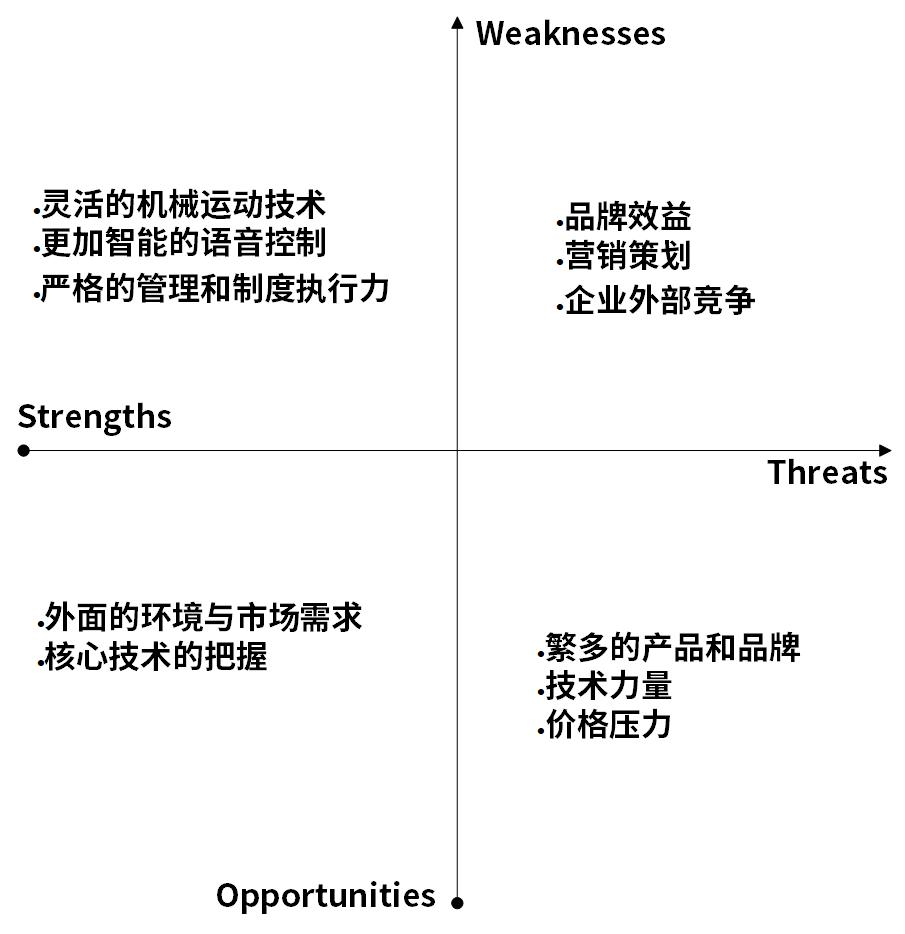 Weaknesses
.灵活的机械运动技术
.更加智能的语音控制
.严格的管理和制度执行力
.品牌效益
.营销策划
.企业外部竞争
Strengths
Threats
.外面的环境与市场需求
.核心技术的把握
.繁多的产品和品牌
.技术力量
.价格压力
Opportunities